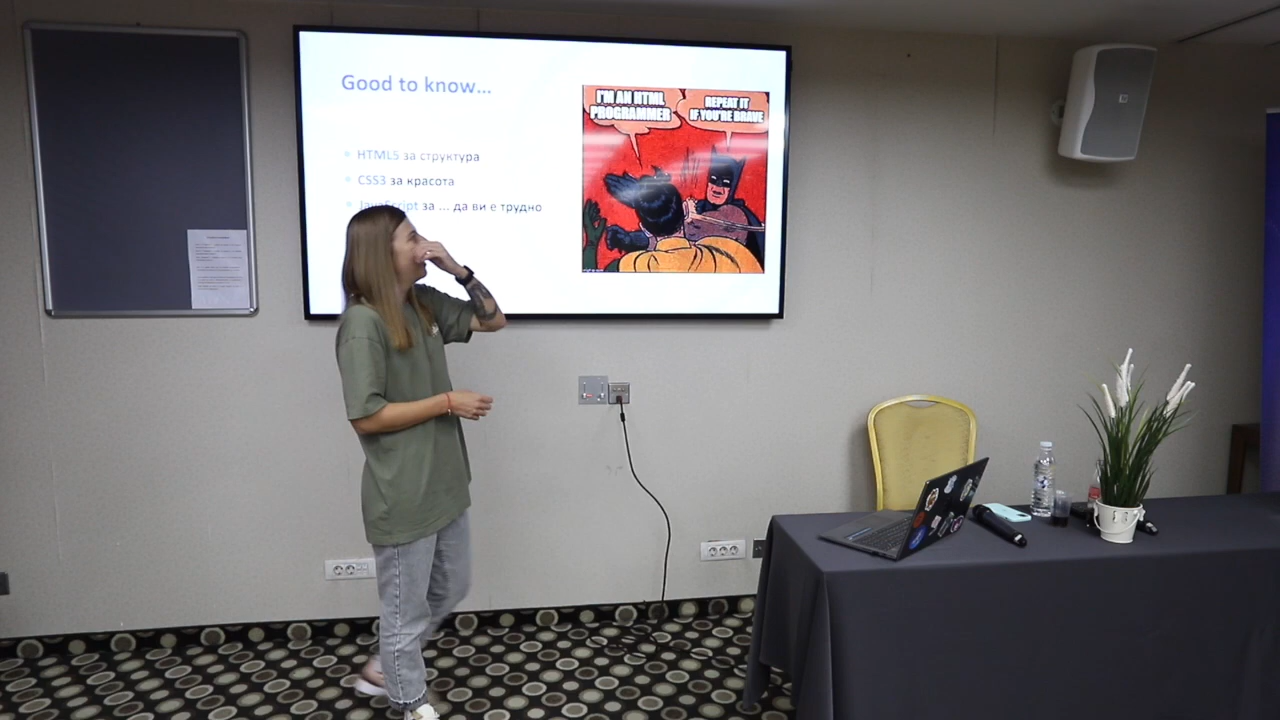 Good to know...
HTML5 за структура
CSS3 за красота
JavaScript за ... да ви е трудно
I'M AN HTML
PROGRAMMER
REPEAT IT
IF YOU'RE BRAVE